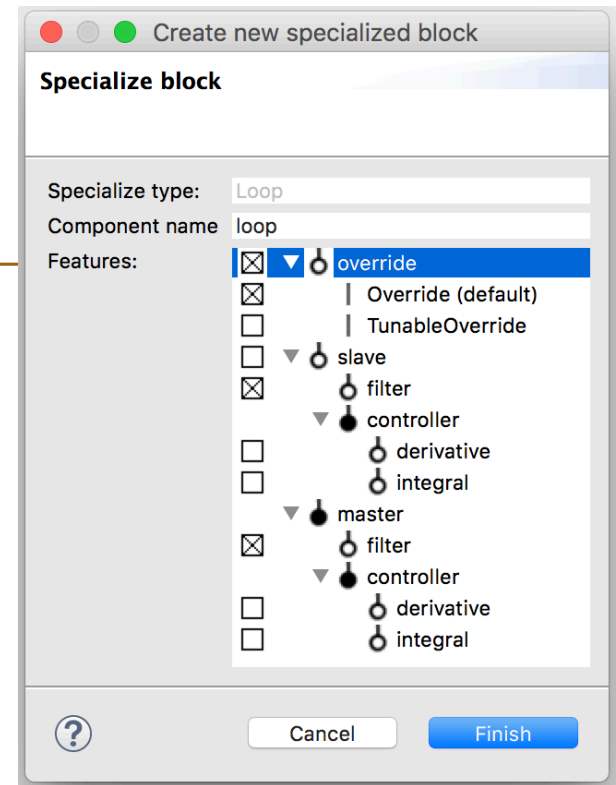 Create new specialized block
Specialize block
Specialize type: Loop
Component name loop
Features: override
Override (default)
TunableOverride
slave
filter
controller
derivative
integral
master
filter
controller
derivative
integral
? Cancel Finish